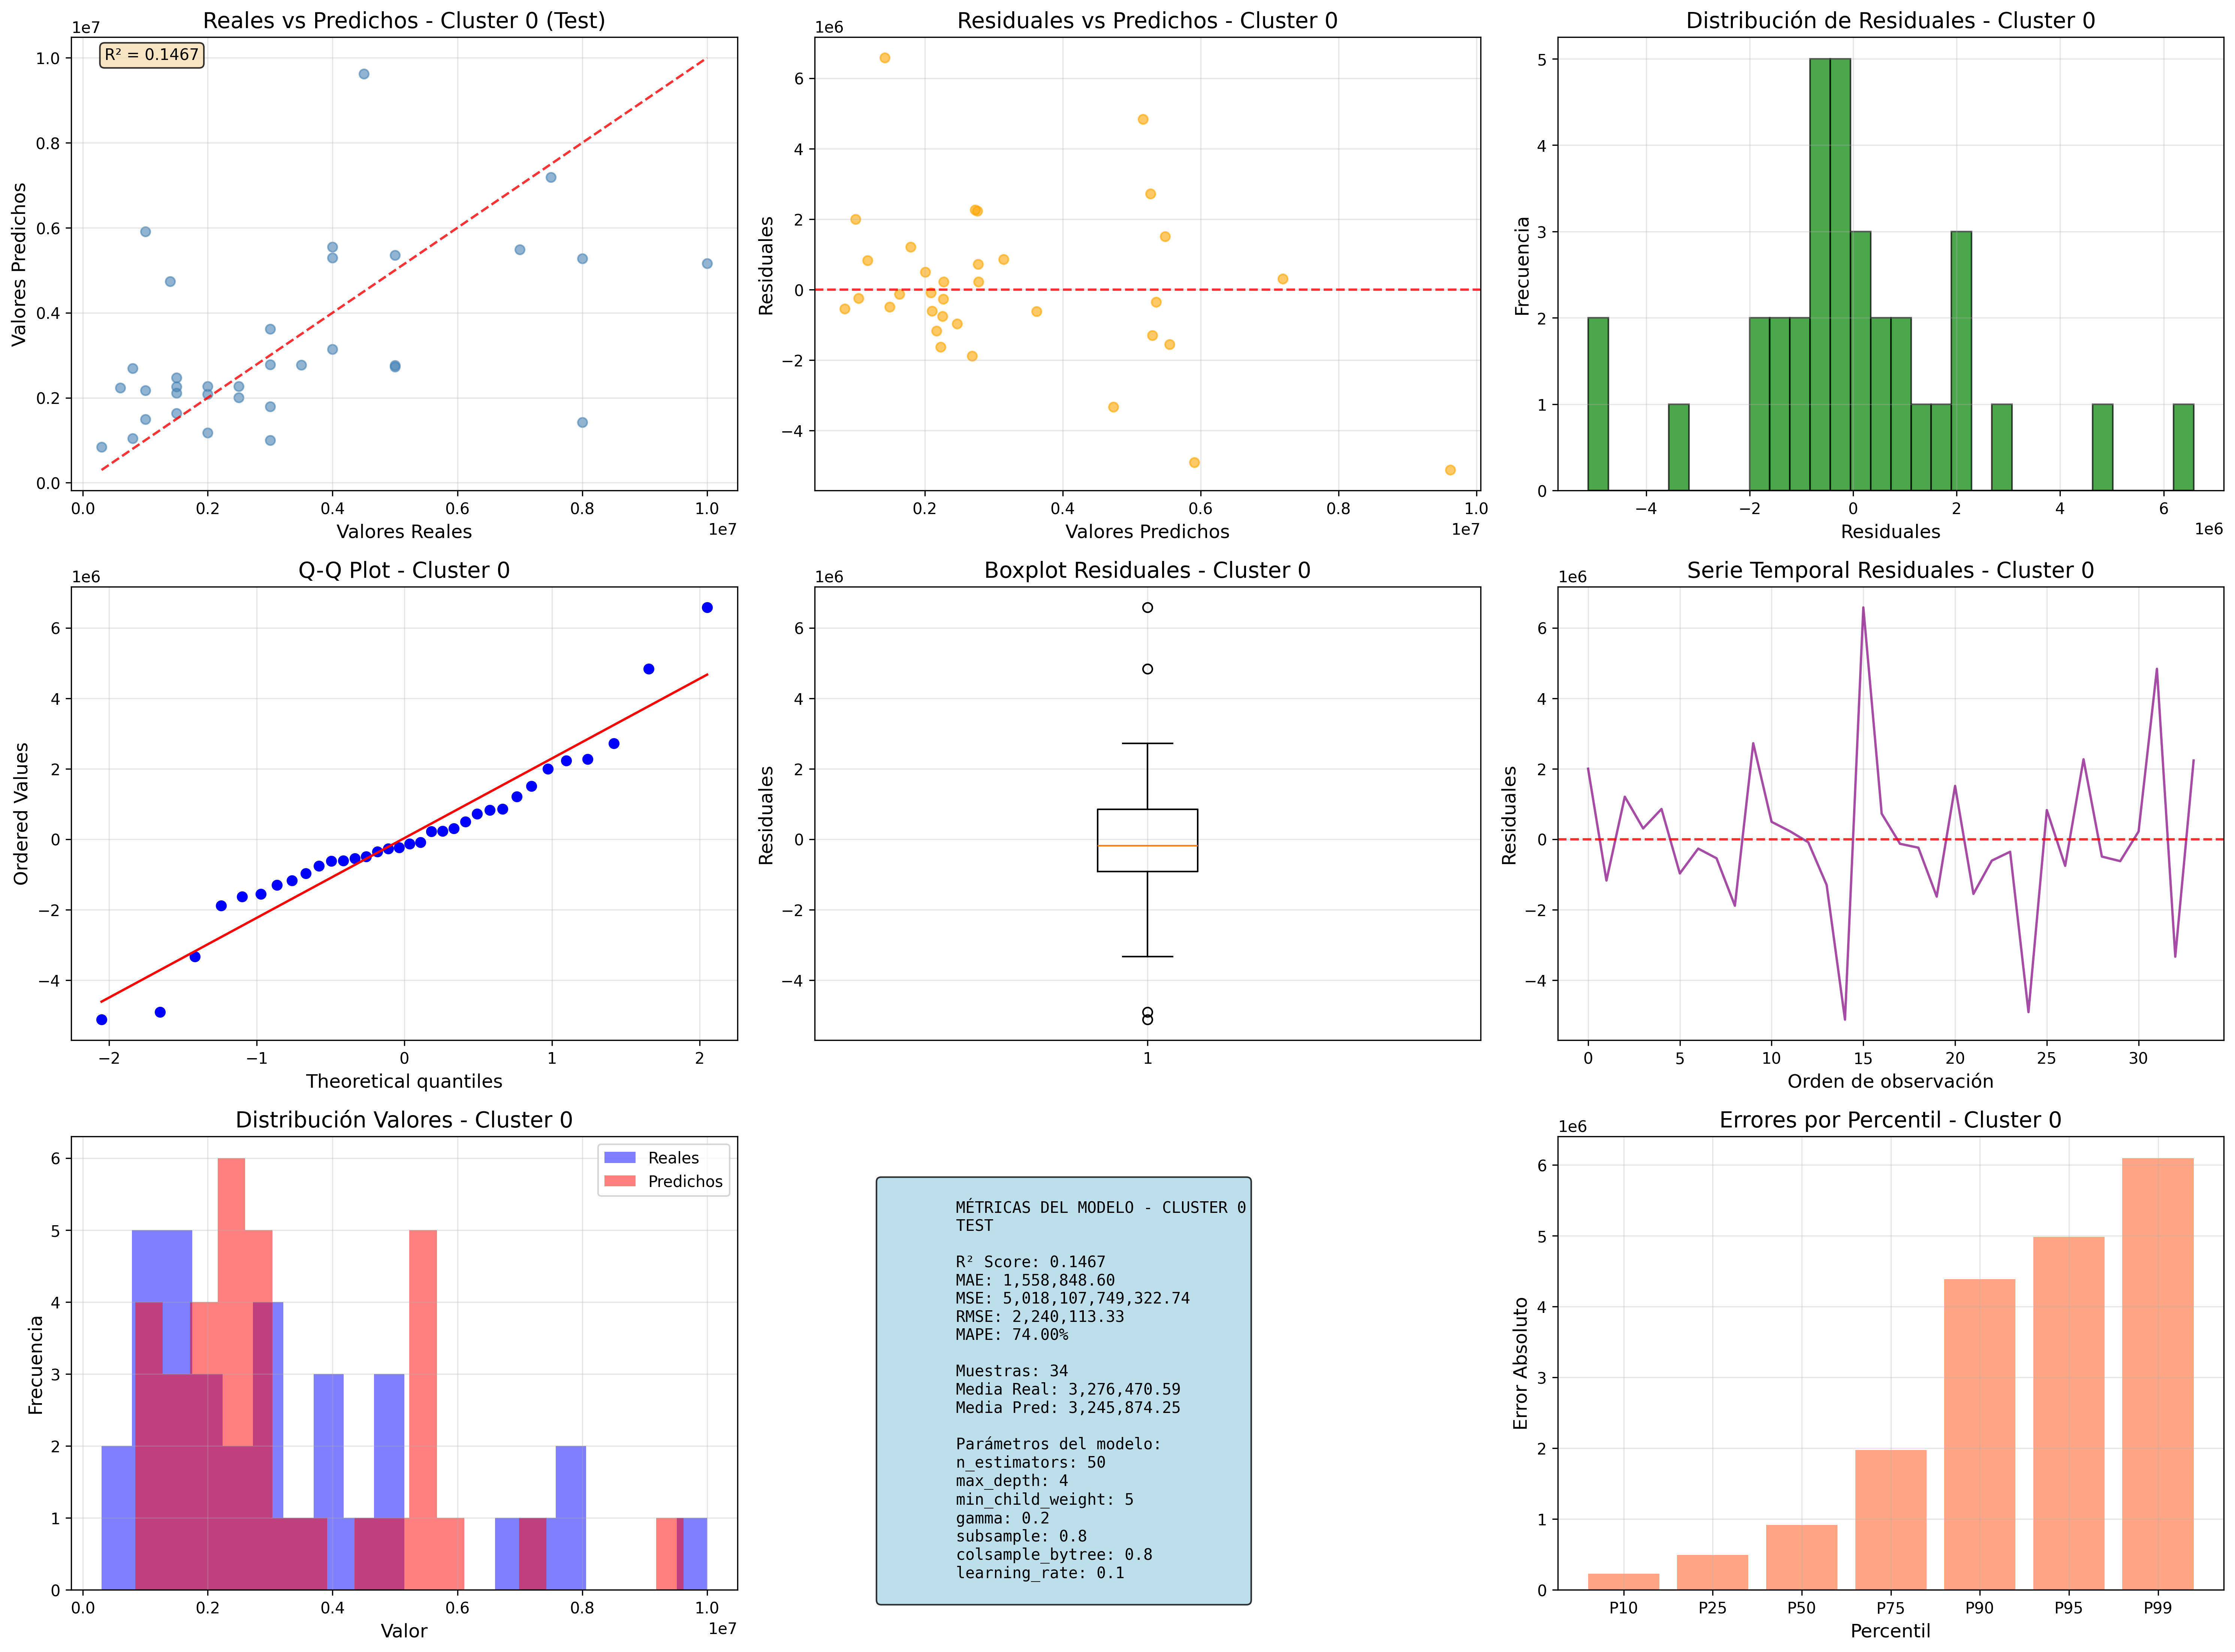 Reales vs Predichos - Cluster 0 (Test)
1e7
R² = 0.1467
1.0
0.8
0.6
0.4
0.2
0.0
Valores Predichos
0.0 0.2 0.4 0.6 0.8 1.0
1e7
Valores Reales
Residuales vs Predichos - Cluster 0
1e6
6
4
2
0
−2
−4
Residuales
0.2 0.4 0.6 0.8 1.0
1e7
Valores Predichos
Distribución de Residuales - Cluster 0
5
4
3
2
1
0
Frecuencia
−4 −2 0 2 4 6
1e6
Residuales
Q-Q Plot - Cluster 0
1e6
6
4
2
0
−2
−4
Ordered Values
−2 −1 0 1 2
Theoretical quantiles
Boxplot Residuales - Cluster 0
1e6
6
4
2
0
−2
−4
Residuales
1
Serie Temporal Residuales - Cluster 0
1e6
6
4
2
0
−2
−4
Residuales
0 5 10 15 20 25 30
Orden de observación
Distribución Valores - Cluster 0
Reales
Predichos
6
5
4
3
2
1
0
Frecuencia
0.0 0.2 0.4 0.6 0.8 1.0
1e7
Valor
MÉTRICAS DEL MODELO - CLUSTER 0
TEST
R² Score: 0.1467
MAE: 1,558,848.60
MSE: 5,018,107,749,322.74
RMSE: 2,240,113.33
MAPE: 74.00%
Muestras: 34
Media Real: 3,276,470.59
Media Pred: 3,245,874.25
Parámetros del modelo:
n_estimators: 50
max_depth: 4
min_child_weight: 5
gamma: 0.2
subsample: 0.8
colsample_bytree: 0.8
learning_rate: 0.1
Errores por Percentil - Cluster 0
1e6
6
5
4
3
2
1
0
Error Absoluto
P10 P25 P50 P75 P90 P95 P99
Percentil